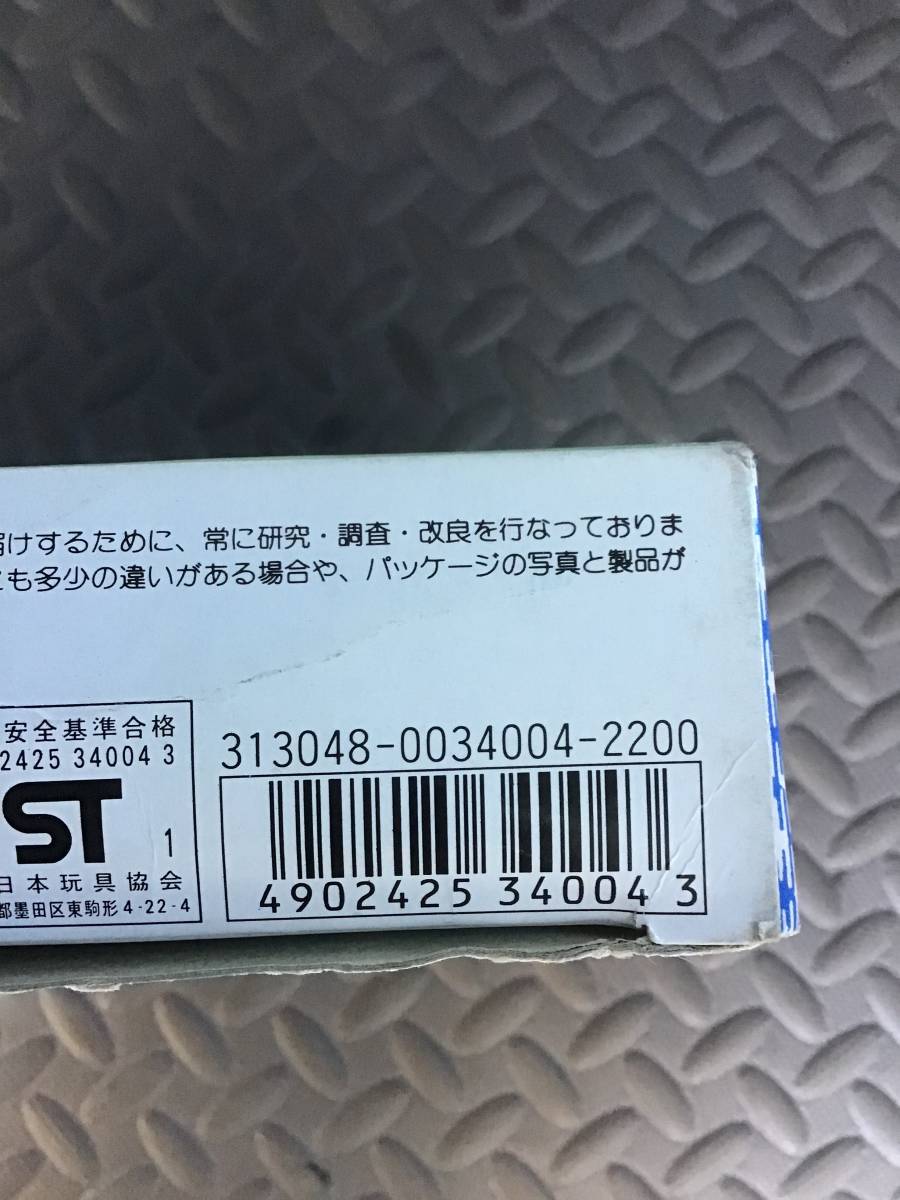 けするために、常に研究・調査・改良を行なっておりま
も多少の違いがある場合や、パッケージの写真と製品が
安全基準合格
2425 34004 3
ST
1
日本玩具協会
都墨田区東駒形4-22-4
313048-0034004-2200
4902425 34004 3